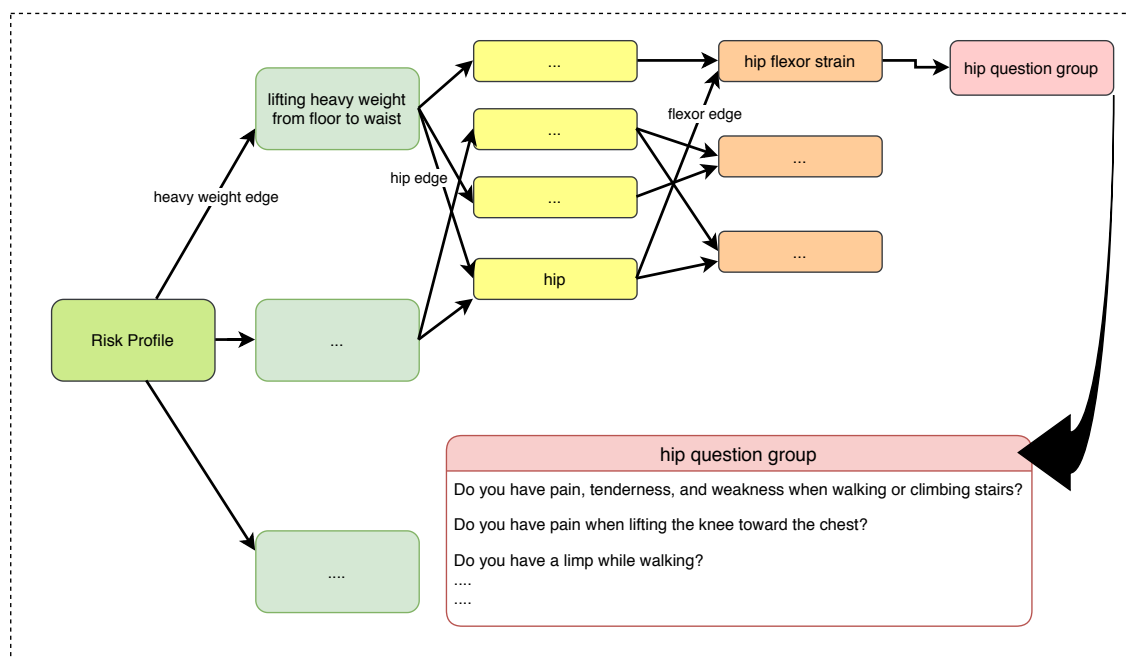 ...
hip flexor strain
hip question group
lifting heavy weight
from floor to waist
...
flexor edge
...
hip edge
heavy weight edge
...
...
hip
Risk Profile
...
hip question group
Do you have pain, tenderness, and weakness when walking or climbing stairs?
Do you have pain when lifting the knee toward the chest?
Do you have a limp while walking?
....
....
....